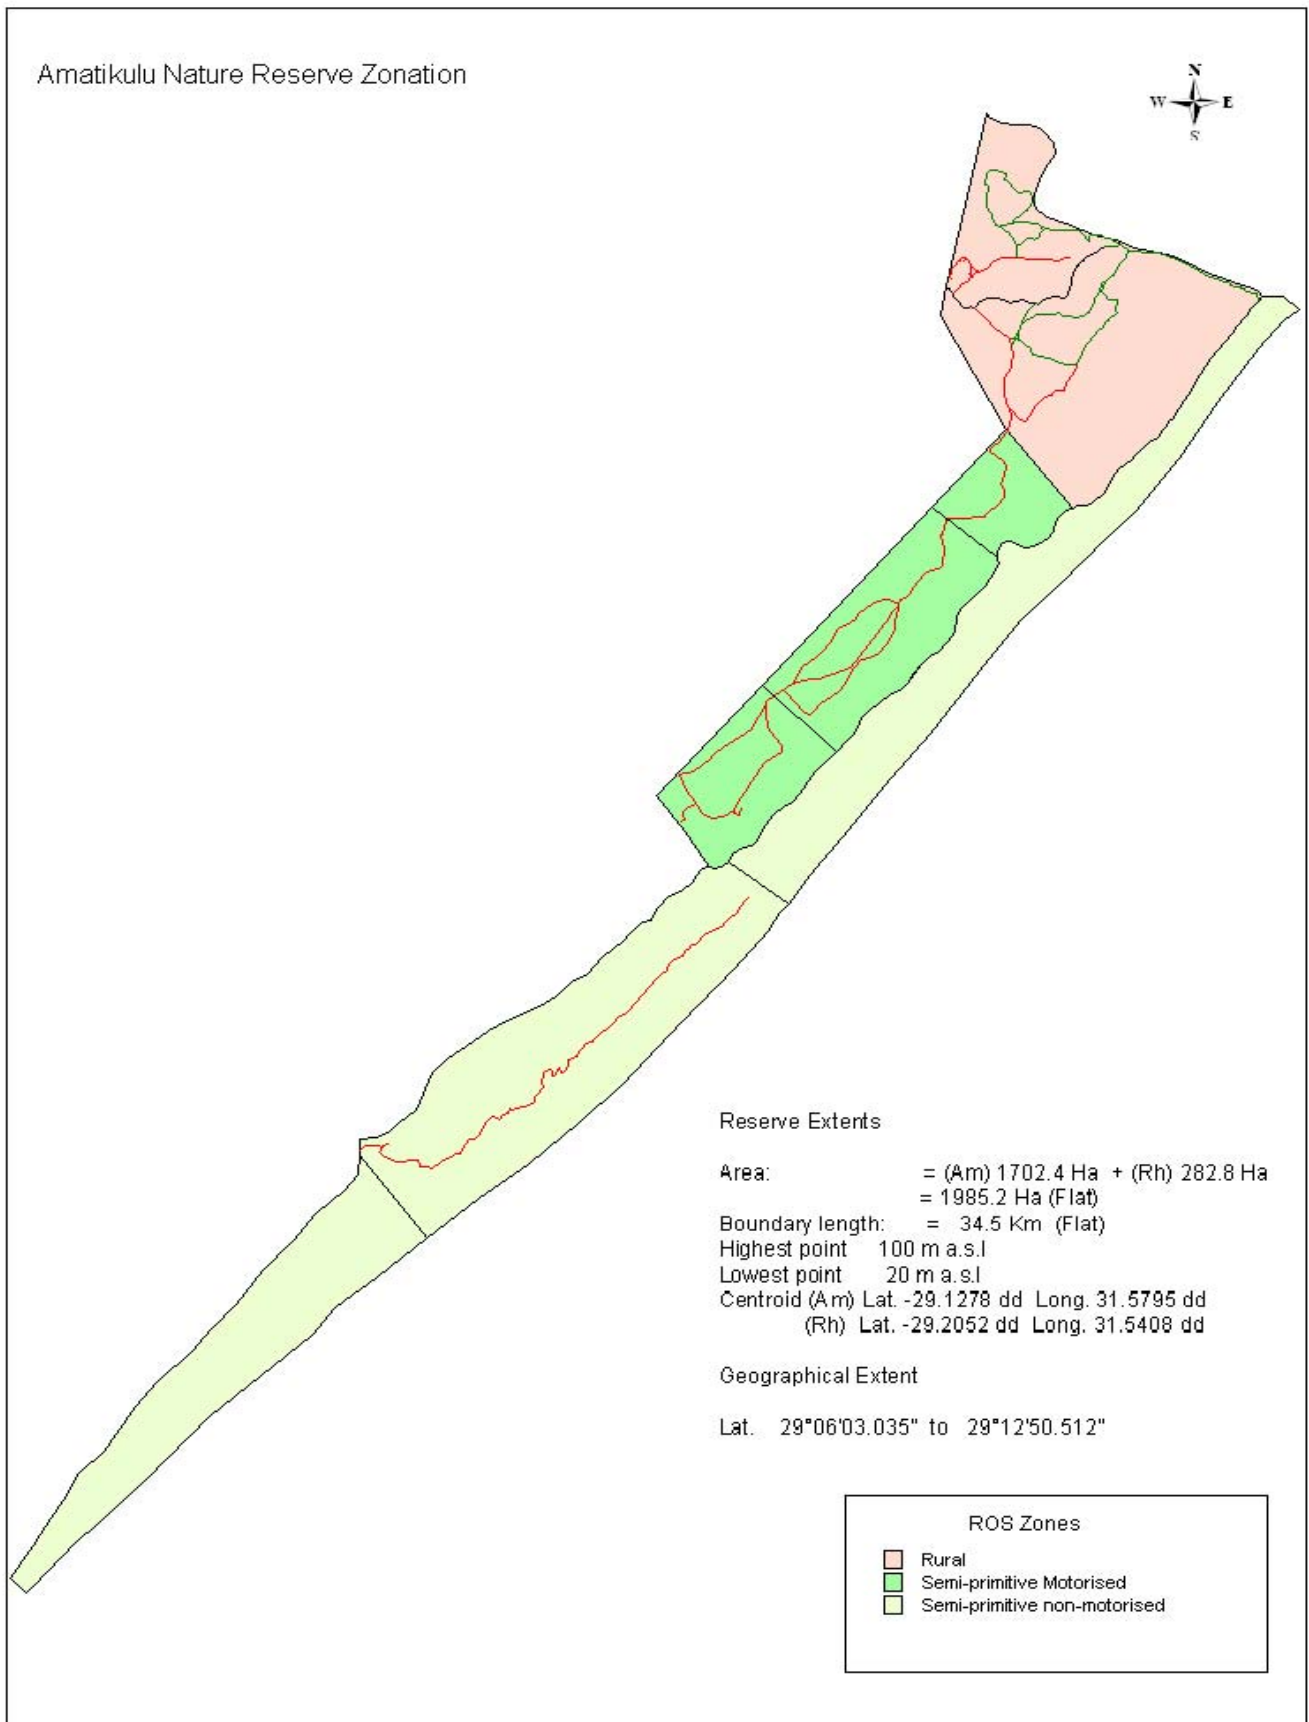 Amatikulu Nature Reserve Zonation
N
W E
S
Reserve Extents
Area: = (Am) 1702.4 Ha + (Rh) 282.8 Ha
= 1985.2 Ha (Flat)
Boundary length: = 34.5 Km (Flat)
Highest point 100 m a.s.l
Lowest point 20 m a.s.l
Centroid (Am) Lat. -29.1278 dd Long. 31.5795 dd
(Rh) Lat. -29.2052 dd Long. 31.5408 dd
Geographical Extent
Lat. 29°06'03.035" to 29°12'50.512"
ROS Zones
Rural
Semi-primitive Motorised
Semi-primitive non-motorised